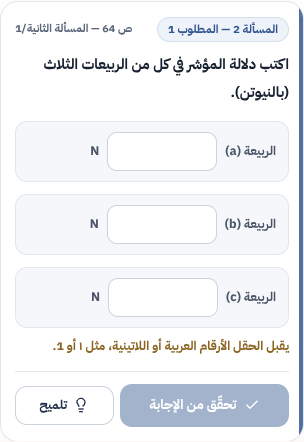 المسألة 2 — المطلوب 1
ص 64 — المسألة الثانية/1
اكتب دلالة المؤشر في كل من الربيعات الثلاث
(بالنيوتن).
الربيعة (a) N
الربيعة (b) N
الربيعة (c) N
يقبل الحقل الأرقام العربية أو اللاتينية، مثل ١ أو 1.
تحقّق من الإجابة
تلميح